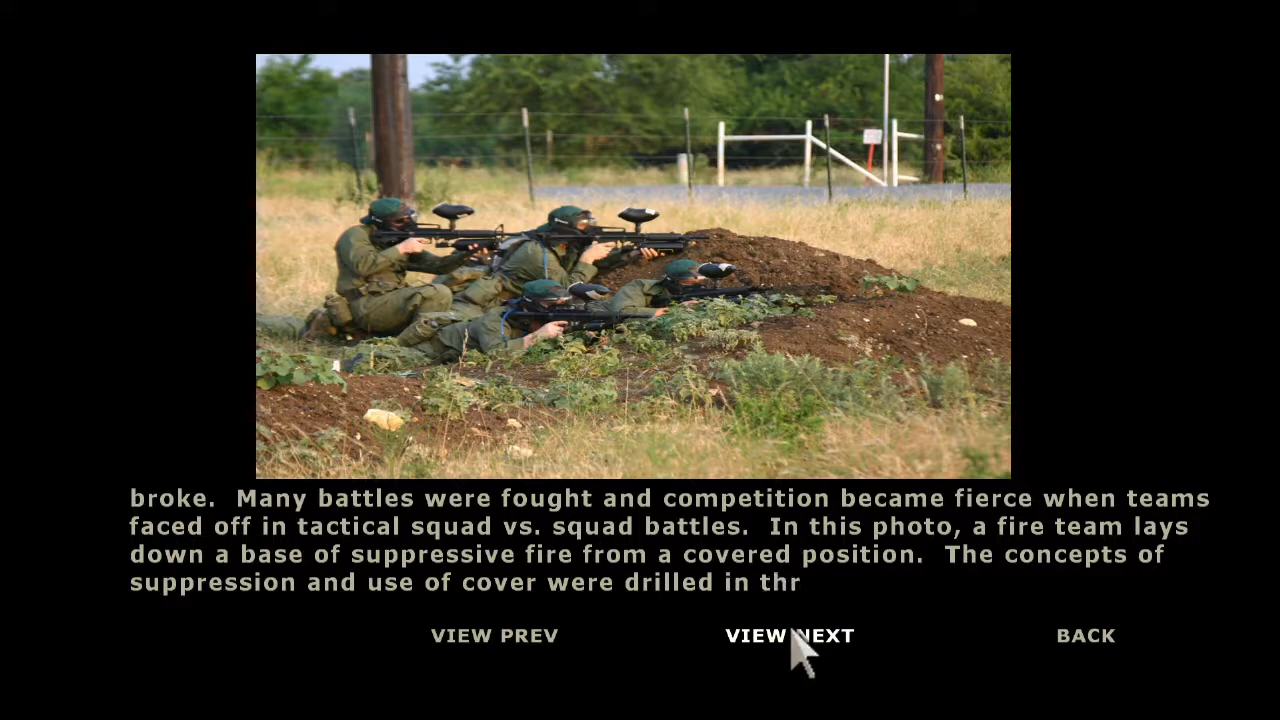 broke.  Many battles were fought and competition became fierce when teams
faced off in tactical squad vs. squad battles.  In this photo, a fire team lays
down a base of suppressive fire from a covered position.  The concepts of
suppression and use of cover were drilled in thr
VIEW PREV VIEW NEXT BACK